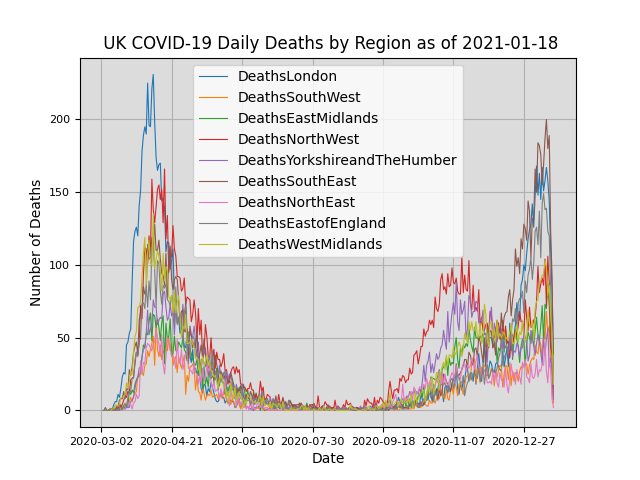 UK COVID-19 Daily Deaths by Region as of 2021-01-18
DeathsLondon
DeathsSouthWest
DeathsEastMidlands
DeathsNorthWest
DeathsYorkshireandTheHumber
DeathsSouthEast
DeathsNorthEast
DeathsEastofEngland
DeathsWestMidlands
Number of Deaths
200
150
100
50
0
2020-03-02 2020-04-21 2020-06-10 2020-07-30 2020-09-18 2020-11-07 2020-12-27
Date